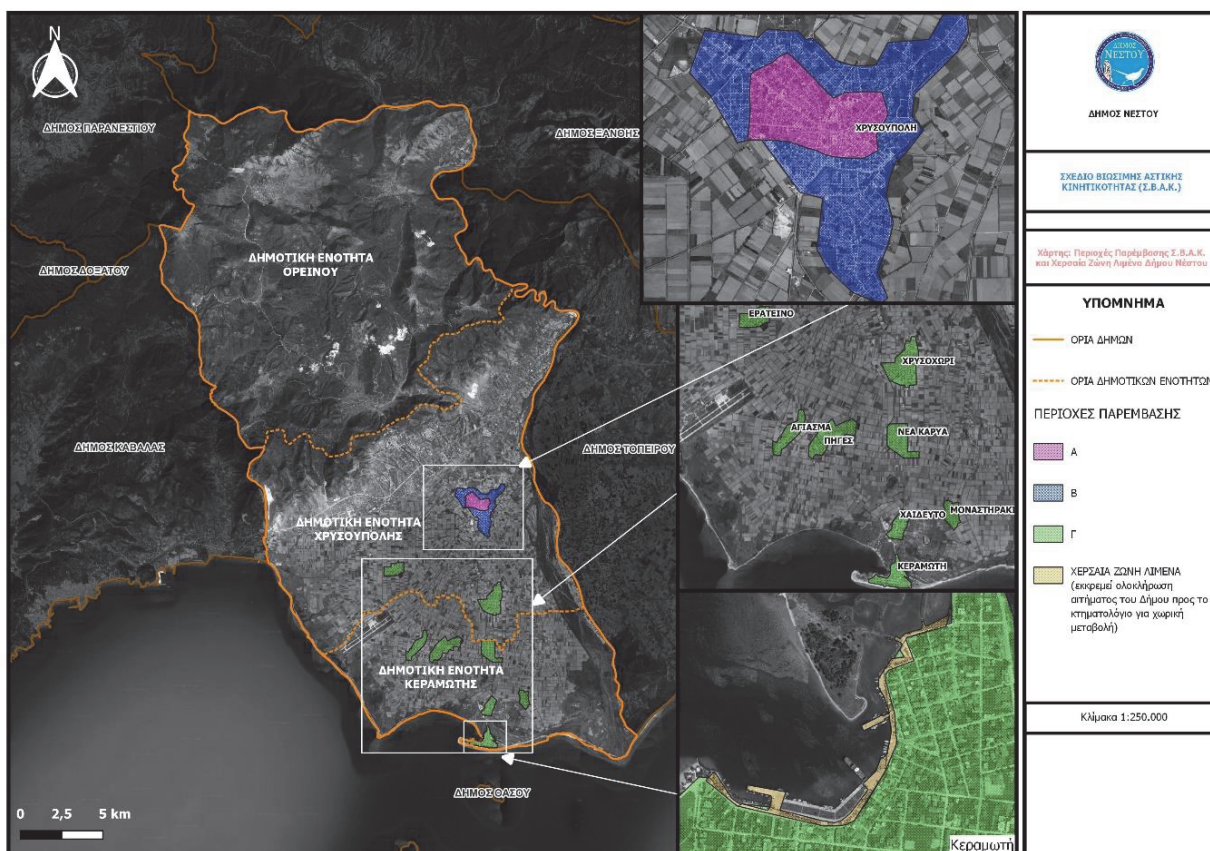 N
ΔΗΜΟΣ ΠΑΡΑΝΕΣΤΙΟΥ
ΔΗΜΟΣ ΞΑΝΘΗΣ
ΔΗΜΟΣ ΔΟΞΑΤΟΥ
ΔΗΜΟΤΙΚΗ ΕΝΟΤΗΤΑ
ΟΡΕΙΝΟΥ
ΔΗΜΟΣ ΚΑΒΑΛΑΣ
ΔΗΜΟΣ ΤΟΠΕΙΡΟΥ
ΔΗΜΟΤΙΚΗ ΕΝΟΤΗΤΑ
ΧΡΥΣΟΥΠΟΛΗΣ
ΔΗΜΟΤΙΚΗ ΕΝΟΤΗΤΑ
ΚΕΡΑΜΩΤΗΣ
ΔΗΜΟΣ ΘΑΣΟΥ
0 2,5 5 km
ΧΡΥΣΟΥΠΟΛΗ
ΕΡΑΤΕΙΝΟ
ΧΡΥΣΟΧΩΡΙ
ΑΓΙΑΣΜΑ
ΠΗΓΕΣ
ΝΕΑ ΚΑΡΥΑ
ΧΑΙΔΕΥΤΟ
ΜΟΝΑΣΤΗΡΑΚΙ
ΚΕΡΑΜΩΤΗ
Κεραμωτή
ΔΗΜΟΣ
ΝΕΣΤΟΥ
ΔΗΜΟΣ ΝΕΣΤΟΥ
ΣΧΕΔΙΟ ΒΙΩΣΙΜΗΣ ΑΣΤΙΚΗΣ
ΚΙΝΗΤΙΚΟΤΗΤΑΣ (Σ.Β.Α.Κ.)
Χάρτης: Περιοχές Παρέμβασης Σ.Β.Α.Κ.
και Χερσαία Ζώνη Λιμένα Δήμου Νέστου
ΥΠΟΜΝΗΜΑ
ΟΡΙΑ ΔΗΜΩΝ
ΟΡΙΑ ΔΗΜΟΤΙΚΩΝ ΕΝΟΤΗΤΩΝ
ΠΕΡΙΟΧΕΣ ΠΑΡΕΜΒΑΣΗΣ
Α
Β
Γ
ΧΕΡΣΑΙΑ ΖΩΝΗ ΛΙΜΕΝΑ
(εκκρεμεί ολοκλήρωση
αιτήματος του Δήμου προς το
κτηματολόγιο για χωρική
μεταβολή)
Κλίμακα 1:250.000